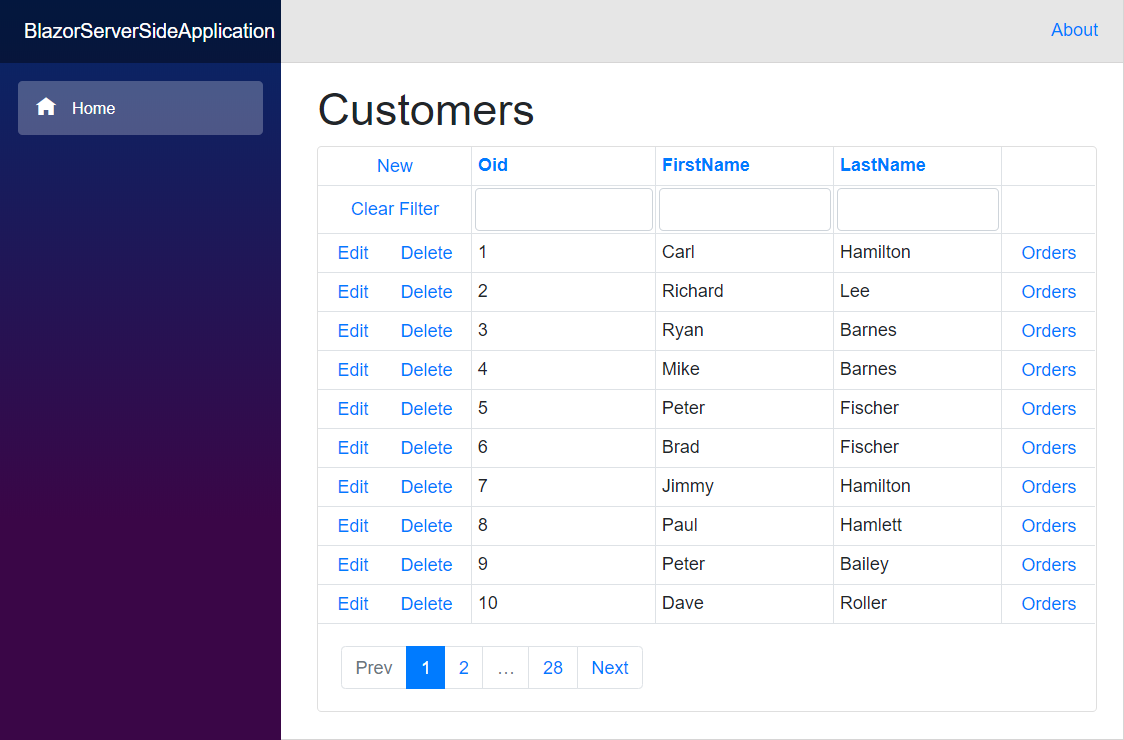 BlazorServerSideApplication
About
Home
Customers
New Oid FirstName LastName
Clear Filter
Edit Delete 1 Carl Hamilton Orders
Edit Delete 2 Richard Lee Orders
Edit Delete 3 Ryan Barnes Orders
Edit Delete 4 Mike Barnes Orders
Edit Delete 5 Peter Fischer Orders
Edit Delete 6 Brad Fischer Orders
Edit Delete 7 Jimmy Hamilton Orders
Edit Delete 8 Paul Hamlett Orders
Edit Delete 9 Peter Bailey Orders
Edit Delete 10 Dave Roller Orders
Prev 1 2 … 28 Next